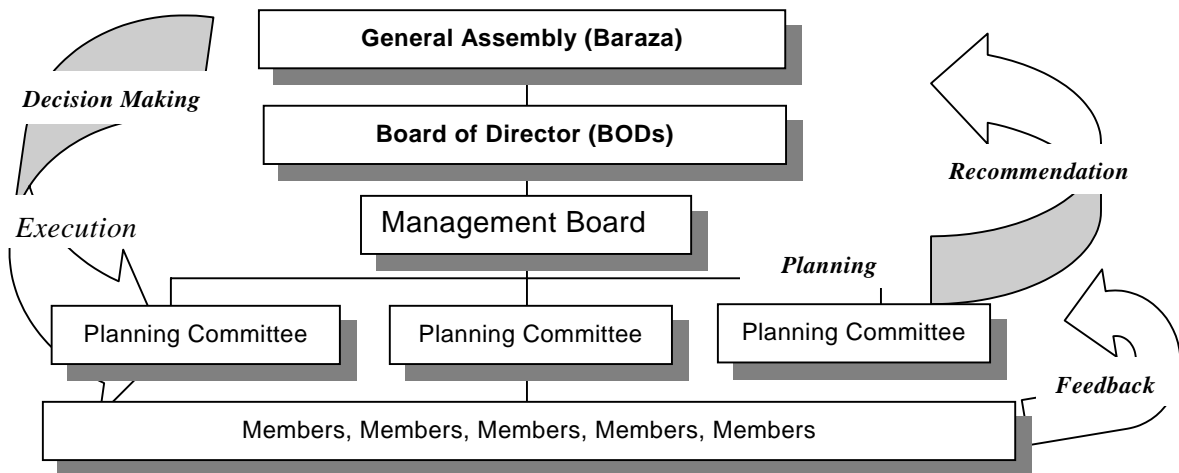 General Assembly (Baraza)
Decision Making
Board of Director (BODs)
Recommendation
Management Board
Execution
Planning
Planning Committee
Planning Committee
Planning Committee
Feedback
Members, Members, Members, Members, Members